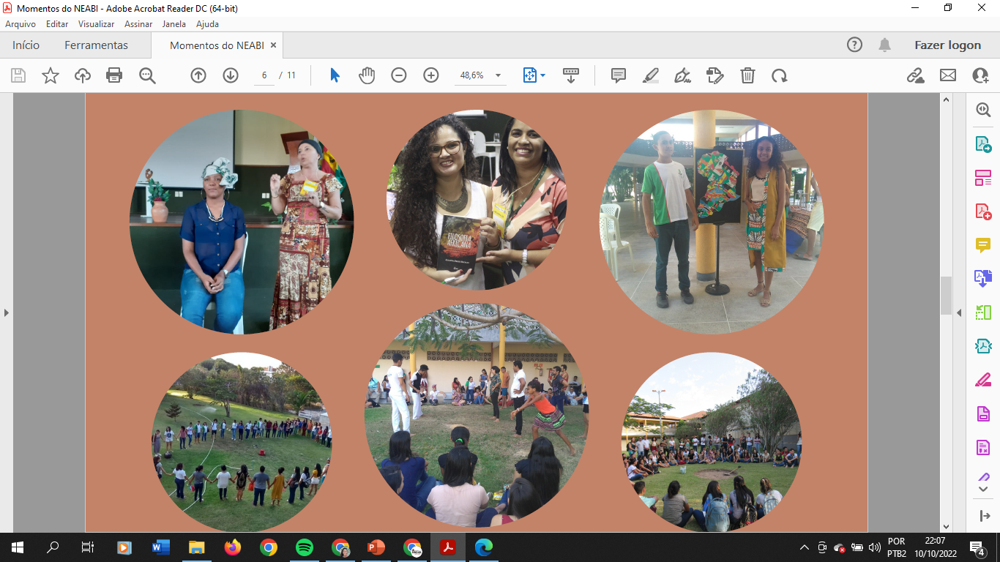 Momentos do NEABI - Adobe Acrobat Reader DC (64-bit)
Arquivo Editar Visualizar Assinar Janela Ajuda
Início Ferramentas Momentos do NEABI Fazer logon
6 / 11 48,6%
FILOSOFIA
AFRICANA
POR 22:07
PTB2 10/10/2022 4